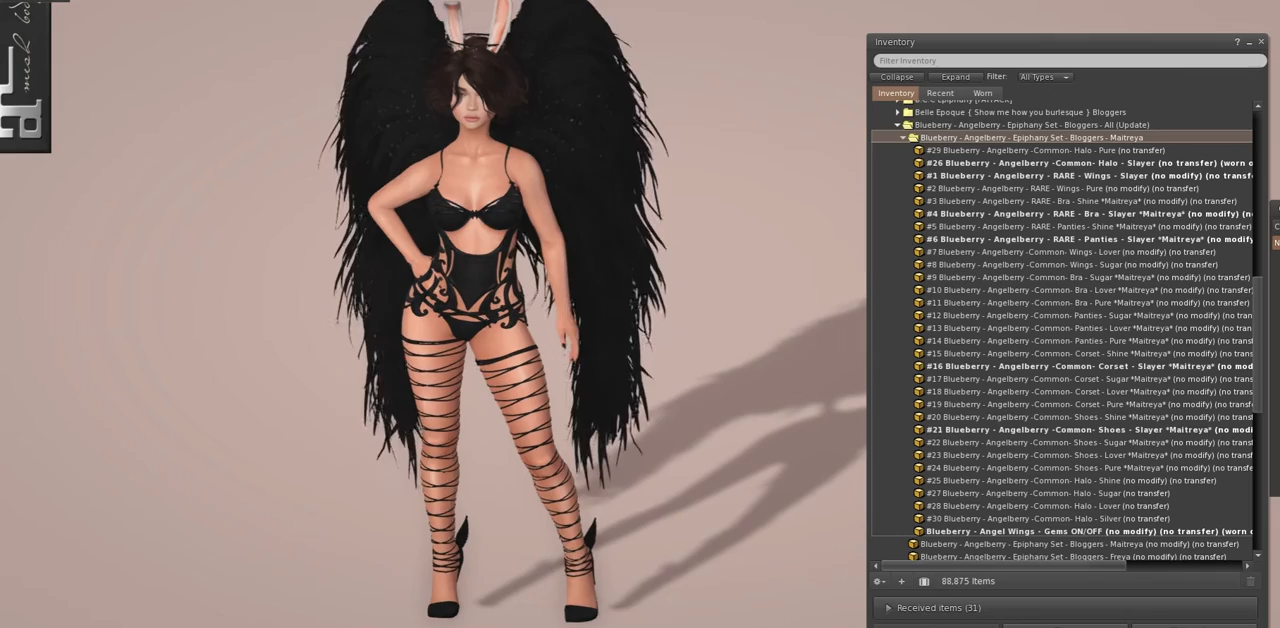 mesh bod
Inventory
? _ ×
Filter Inventory
Collapse Expand Filter: All Types
Inventory Recent Worn
Belle Epoque { Show me how you burlesque } Bloggers
Blueberry - Angelberry - Epiphany Set - Bloggers - All (Update)
Blueberry - Angelberry - Epiphany Set - Bloggers - Maitreya
#29 Blueberry - Angelberry -Common- Halo - Pure (no transfer)
#26 Blueberry - Angelberry -Common- Halo - Slayer (no transfer) (worn o
#1 Blueberry - Angelberry - RARE - Wings - Slayer (no modify) (no transf
#2 Blueberry - Angelberry - RARE - Wings - Pure (no modify) (no transfer)
#3 Blueberry - Angelberry - RARE - Bra - Shine *Maitreya* (no modify) (no transfer)
#4 Blueberry - Angelberry - RARE - Bra - Slayer *Maitreya* (no modify) (n
#5 Blueberry - Angelberry - RARE - Panties - Shine *Maitreya* (no modify) (no transfe
#6 Blueberry - Angelberry - RARE - Panties - Slayer *Maitreya* (no modify
#7 Blueberry - Angelberry -Common- Wings - Lover (no modify) (no transfer)
#8 Blueberry - Angelberry -Common- Wings - Sugar (no modify) (no transfer)
#9 Blueberry - Angelberry -Common- Bra - Sugar *Maitreya* (no modify) (no transfer)
#10 Blueberry - Angelberry -Common- Bra - Lover *Maitreya* (no modify) (no transfer)
#11 Blueberry - Angelberry -Common- Bra - Pure *Maitreya* (no modify) (no transfer)
#12 Blueberry - Angelberry -Common- Panties - Sugar *Maitreya* (no modify) (no trans
#13 Blueberry - Angelberry -Common- Panties - Lover *Maitreya* (no modify) (no transf
#14 Blueberry - Angelberry -Common- Panties - Pure *Maitreya* (no modify) (no transfe
#15 Blueberry - Angelberry -Common- Corset - Shine *Maitreya* (no modify) (no transf
#16 Blueberry - Angelberry -Common- Corset - Slayer *Maitreya* (no mod
#17 Blueberry - Angelberry -Common- Corset - Sugar *Maitreya* (no modify) (no transf
#18 Blueberry - Angelberry -Common- Corset - Lover *Maitreya* (no modify) (no transfe
#19 Blueberry - Angelberry -Common- Corset - Pure *Maitreya* (no modify) (no transfe
#20 Blueberry - Angelberry -Common- Shoes - Shine *Maitreya* (no modify) (no transfe
#21 Blueberry - Angelberry -Common- Shoes - Slayer *Maitreya* (no modi
#22 Blueberry - Angelberry -Common- Shoes - Sugar *Maitreya* (no modify) (no transfe
#23 Blueberry - Angelberry -Common- Shoes - Lover *Maitreya* (no modify) (no transfe
#24 Blueberry - Angelberry -Common- Shoes - Pure *Maitreya* (no modify) (no transfer
#25 Blueberry - Angelberry -Common- Halo - Shine (no modify) (no transfer)
#27 Blueberry - Angelberry -Common- Halo - Sugar (no transfer)
#28 Blueberry - Angelberry -Common- Halo - Lover (no transfer)
#30 Blueberry - Angelberry -Common- Halo - Silver (no transfer)
Blueberry - Angel Wings - Gems ON/OFF (no modify) (no transfer) (worn o
Blueberry - Angelberry - Epiphany Set - Bloggers - Maitreya (no modify) (no transfer)
Blueberry - Angelberry - Epiphany Set - Bloggers - Freya (no modify) (no transfer)
88,875 Items
Received items (31)